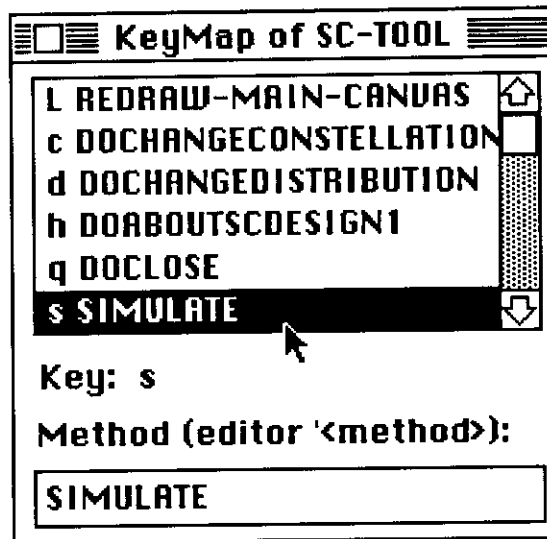 KeyMap of SC-TOOL
L REDRAW-MAIN-CANVAS
c DOCHANGECONSTELLATION
d DOCHANGEDISTRIBUTION
h DOABOUTSCDESIGN1
q DOCLOSE
s SIMULATE
Key: s
Method (editor '<method>):
SIMULATE